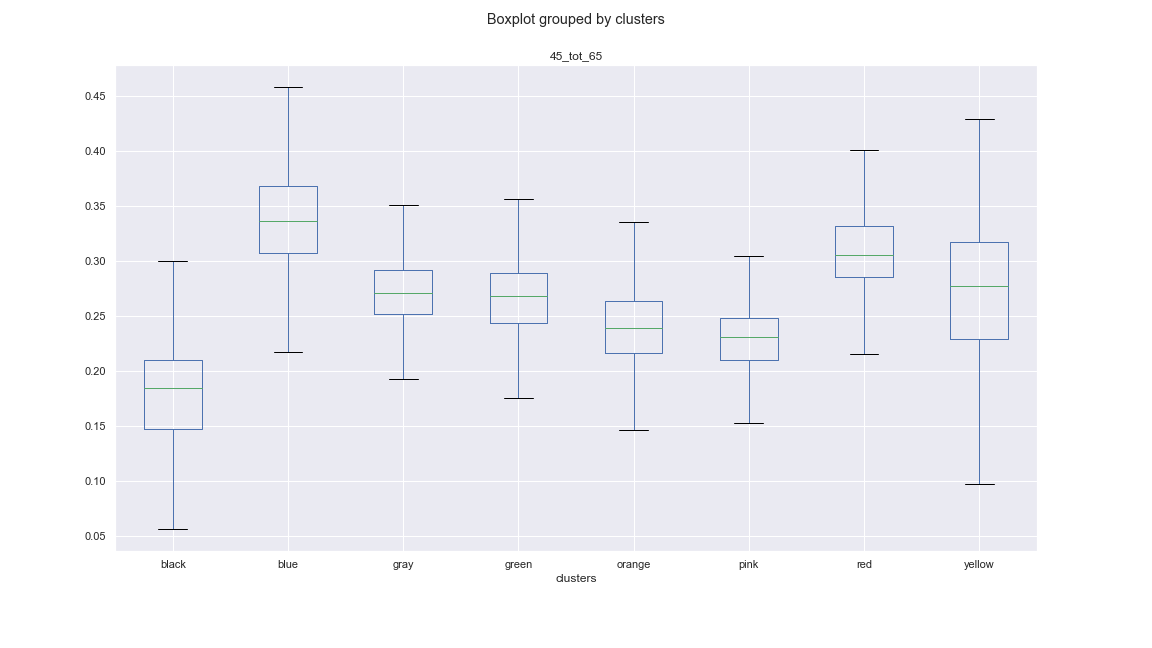 Boxplot grouped by clusters
45_tot_65
0.45
0.40
0.35
0.30
0.25
0.20
0.15
0.10
0.05
black blue gray green orange pink red yellow
clusters